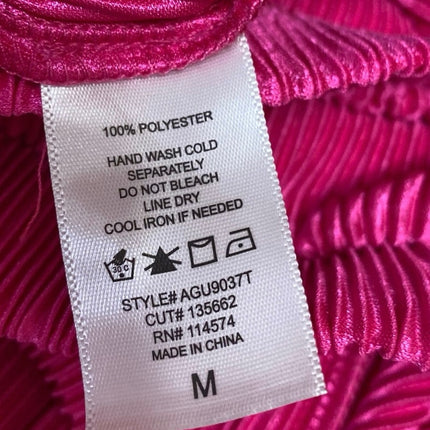 100% POLYESTER
HAND WASH COLD
SEPARATELY
DO NOT BLEACH
LINE DRY
COOL IRON IF NEEDED
30 C
STYLE# AGU9037T
CUT# 135662
RN# 114574
MADE IN CHINA
M